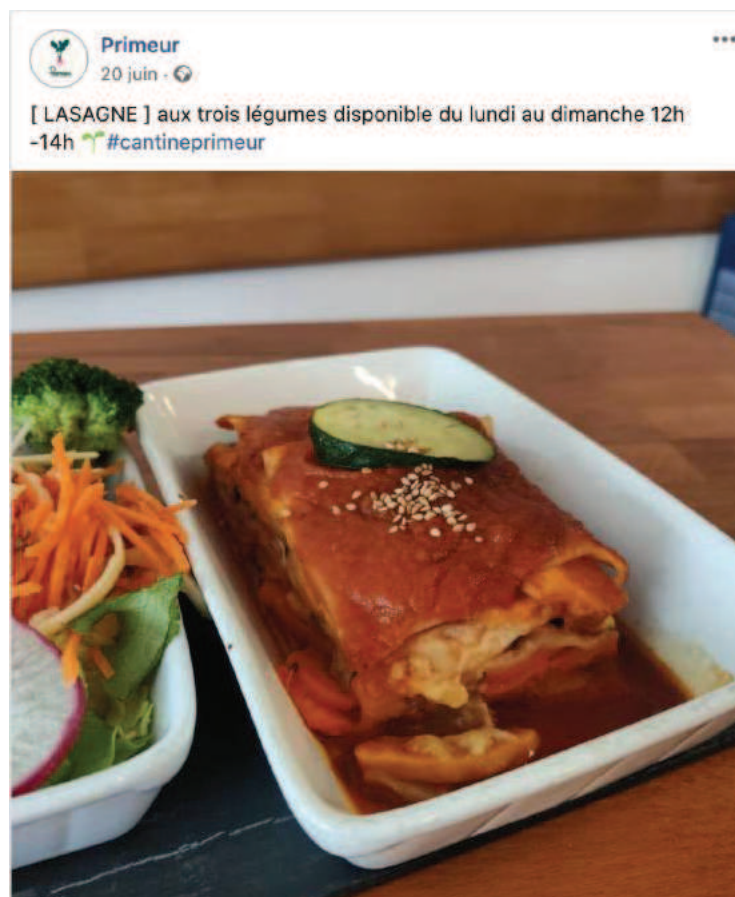 Primeur
20 juin ·
[ LASAGNE ] aux trois légumes disponible du lundi au dimanche 12h
-14h 🌱#cantineprimeur